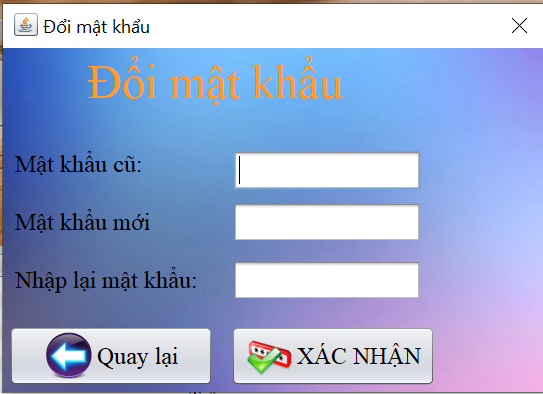 Đổi mật khẩu
Đổi mật khẩu
Mật khẩu cũ:
Mật khẩu mới
Nhập lại mật khẩu:
Quay lại
XÁC NHẬN